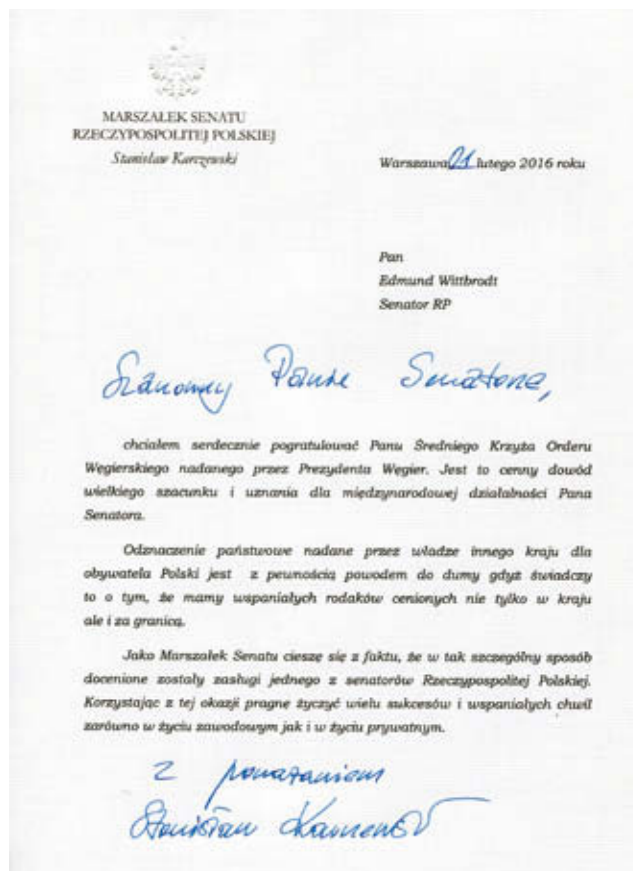 MARSZAŁEK SENATU
RZECZYPOSPOLITEJ POLSKIEJ
Stanisław Karczewski
Warszawa 01 lutego 2016 roku
Pan
Edmund Wittbrodt
Senator RP
Szanowny Panie Senatorze,
chciałem serdecznie pogratulować Panu Średniego Krzyża Orderu
Węgierskiego nadanego przez Prezydenta Węgier. Jest to cenny dowód
wielkiego szacunku i uznania dla międzynarodowej działalności Pana
Senatora.
Odznaczenie państwowe nadane przez władze innego kraju dla
obywatela Polski jest z pewnością powodem do dumy gdyż świadczy
to o tym, że mamy wspaniałych rodaków cenionych nie tylko w kraju
ale i za granicą.
Jako Marszałek Senatu cieszę się z faktu, że w tak szczególny sposób
docenione zostały zasługi jednego z senatorów Rzeczypospolitej Polskiej.
Korzystając z tej okazji pragnę życzyć wielu sukcesów i wspaniałych chwil
zarówno w życiu zawodowym jak i w życiu prywatnym.
Z poważaniem
Stanisław Karczewski